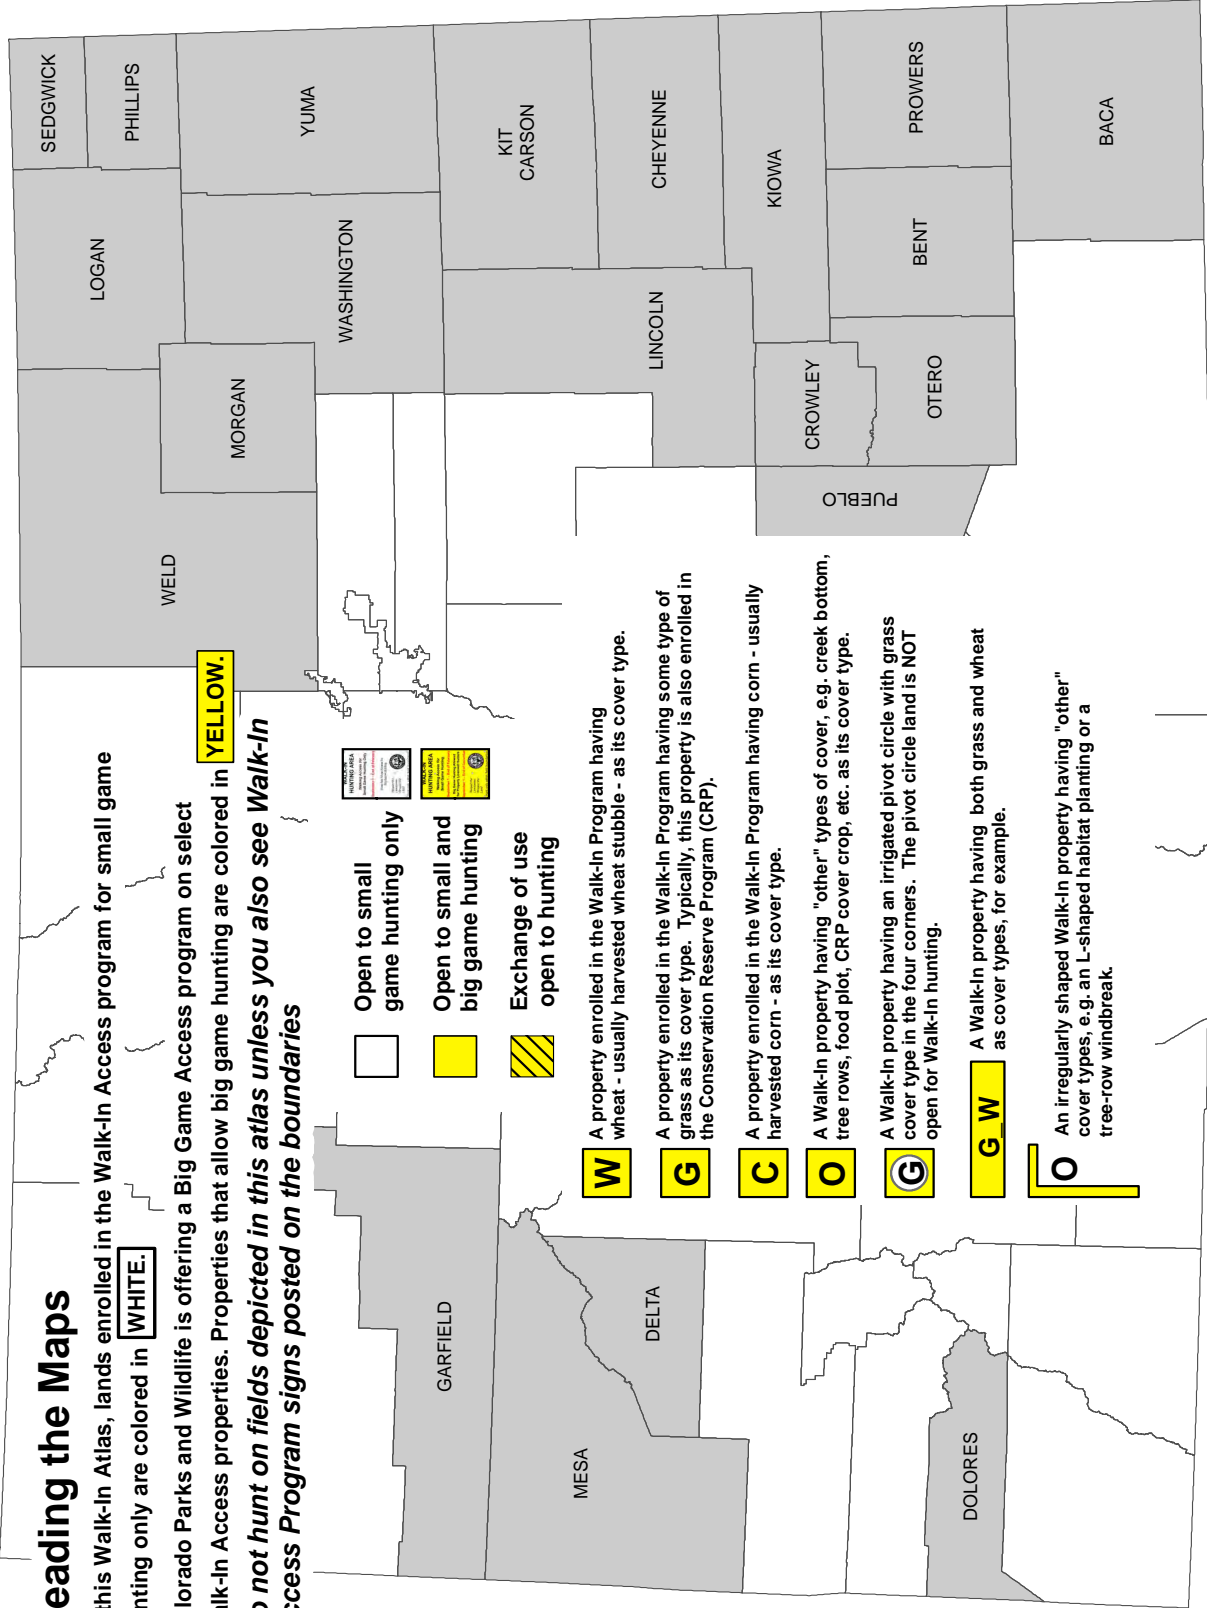 eading the Maps
this Walk-In Atlas, lands enrolled in the Walk-In Access program for small game
nting only are colored in WHITE.
lorado Parks and Wildlife is offering a Big Game Access program on select
alk-In Access properties. Properties that allow big game hunting are colored in YELLOW.
o not hunt on fields depicted in this atlas unless you also see Walk-In
ccess Program signs posted on the boundaries
Open to small
game hunting only
WALK-IN
HUNTING AREA
Open to small and
big game hunting
WALK-IN
HUNTING AREA
Exchange of use
open to hunting
W
A property enrolled in the Walk-In Program having
wheat - usually harvested wheat stubble - as its cover type.
G
A property enrolled in the Walk-In Program having some type of
grass as its cover type. Typically, this property is also enrolled in
the Conservation Reserve Program (CRP).
C
A property enrolled in the Walk-In Program having corn - usually
harvested corn - as its cover type.
O
A Walk-In property having "other" types of cover, e.g. creek bottom,
tree rows, food plot, CRP cover crop, etc. as its cover type.
G
A Walk-In property having an irrigated pivot circle with grass
cover type in the four corners. The pivot circle land is NOT
open for Walk-In hunting.
G_W
A Walk-In property having both grass and wheat
as cover types, for example.
O
An irregularly shaped Walk-In property having "other"
cover types, e.g. an L-shaped habitat planting or a
tree-row windbreak.
GARFIELD
MESA
DELTA
DOLORES
WELD
MORGAN
LOGAN
SEDGWICK
PHILLIPS
WASHINGTON
YUMA
LINCOLN
KIT
CARSON
CHEYENNE
KIOWA
CROWLEY
PUEBLO
OTERO
BENT
PROWERS
BACA